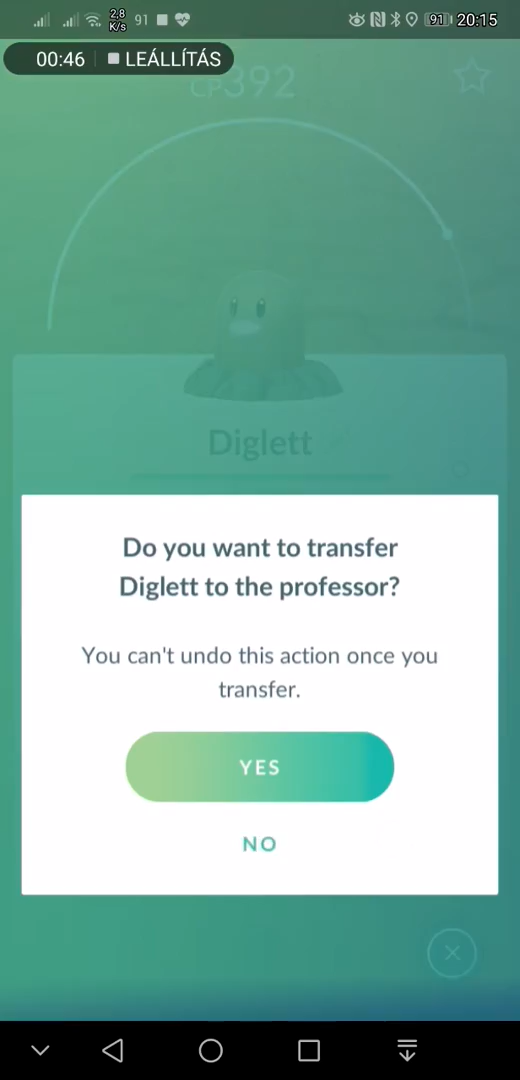 2,8 K/s 91 91 20:15
00:46 LEÁLLÍTÁS
CP392
Diglett
Do you want to transfer
Diglett to the professor?
You can't undo this action once you
transfer.
YES
NO